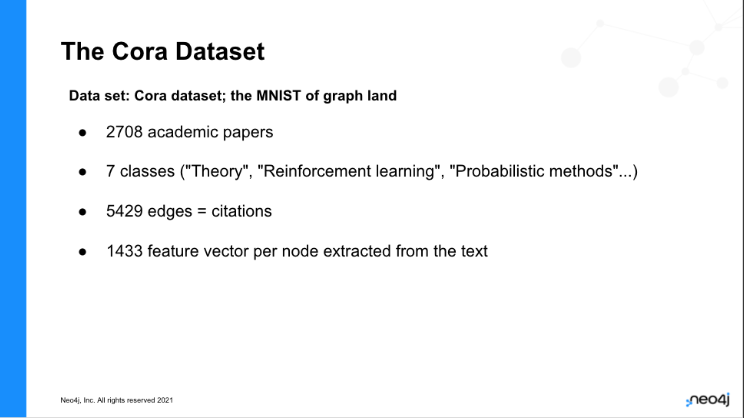 The Cora Dataset
Data set: Cora dataset; the MNIST of graph land
● 2708 academic papers
● 7 classes ("Theory", "Reinforcement learning", "Probabilistic methods"...)
● 5429 edges = citations
● 1433 feature vector per node extracted from the text
Neo4j, Inc. All rights reserved 2021
neo4j